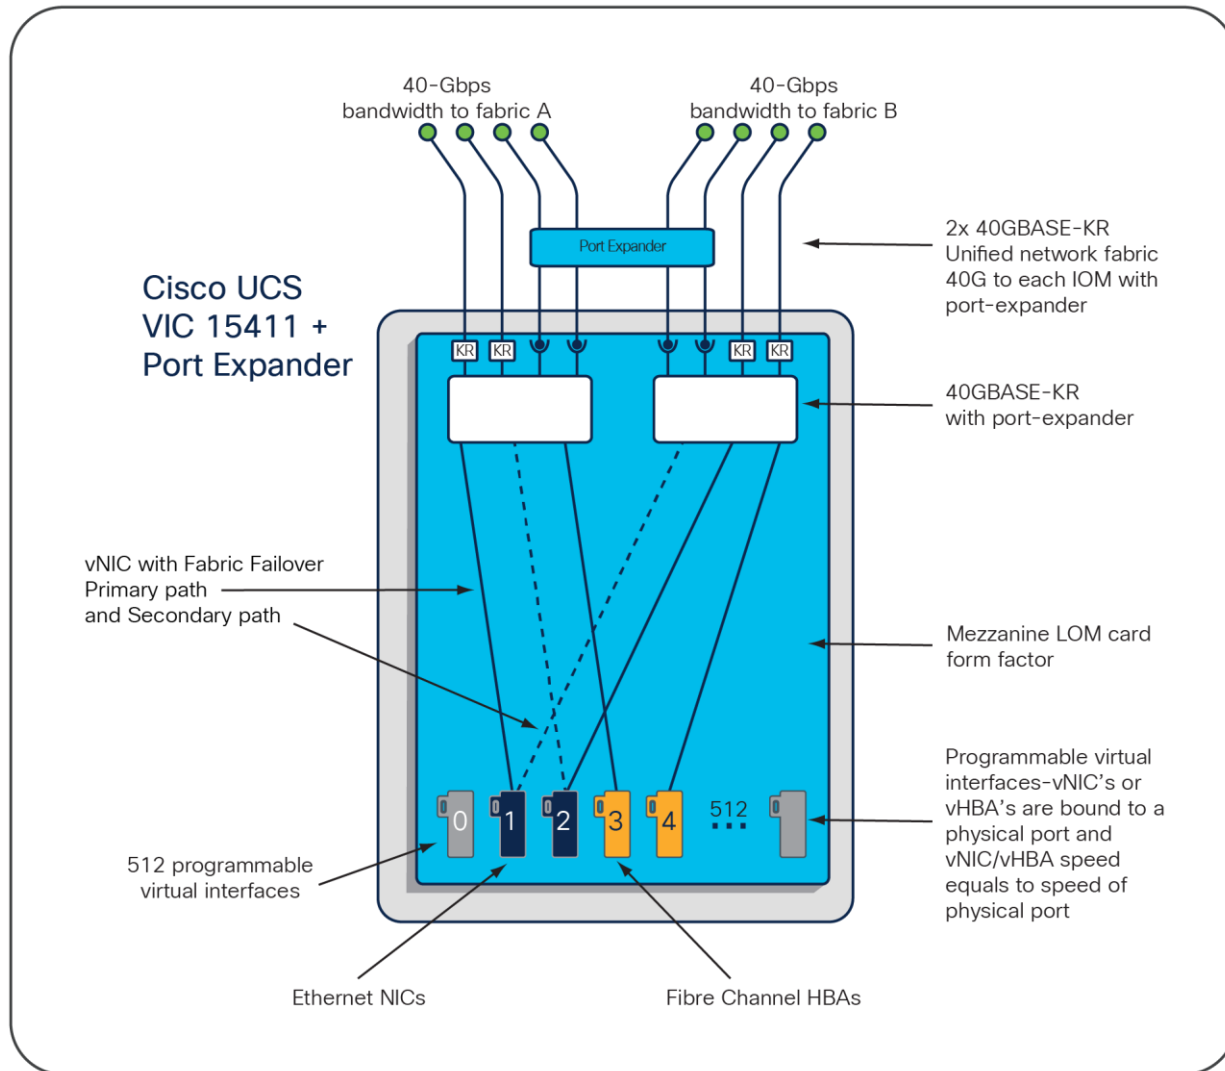 40-Gbps
bandwidth to fabric A
40-Gbps
bandwidth to fabric B
Port Expander
2x 40GBASE-KR
Unified network fabric
40G to each IOM with
port-expander
Cisco UCS
VIC 15411 +
Port Expander
KR
KR
KR
KR
40GBASE-KR
with port-expander
vNIC with Fabric Failover
Primary path
and Secondary path
Mezzanine LOM card
form factor
Programmable virtual
interfaces-vNIC's or
vHBA's are bound to a
physical port and
vNIC/vHBA speed
equals to speed of
physical port
0
1
2
3
4
512
512 programmable
virtual interfaces
Ethernet NICs
Fibre Channel HBAs